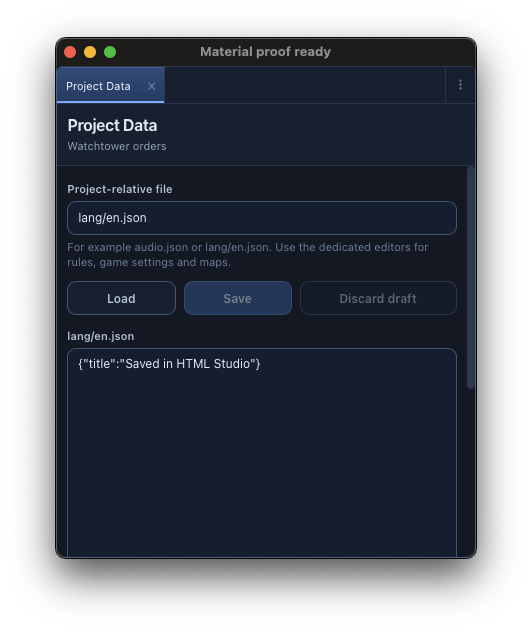 Material proof ready
Project Data
Project Data
Watchtower orders
Project-relative file
lang/en.json
For example audio.json or lang/en.json. Use the dedicated editors for
rules, game settings and maps.
Load
Save
Discard draft
lang/en.json
{"title":"Saved in HTML Studio"}